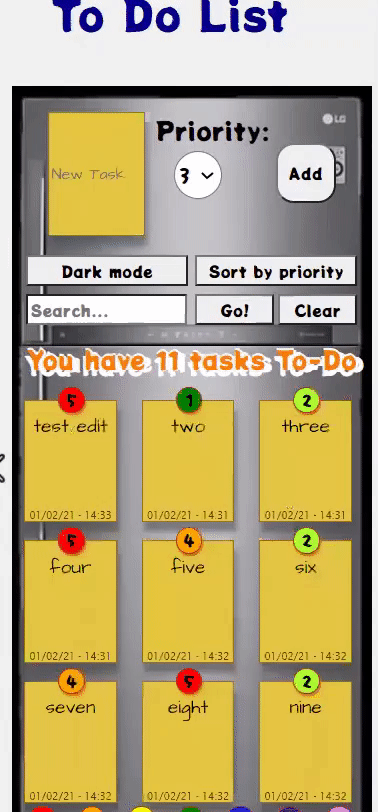 To Do List
LG
Priority:
New Task
3
Add
Dark mode
Sort by priority
Search...
Go!
Clear
You have 11 tasks To-Do
5
1
2
test edit
two
three
01/02/21 - 14:33
01/02/21 - 14:31
01/02/21 - 14:31
5
4
2
four
five
six
01/02/21 - 14:31
01/02/21 - 14:32
01/02/21 - 14:32
4
5
2
seven
eight
nine
01/02/21 - 14:32
01/02/21 - 14:32
01/02/21 - 14:32